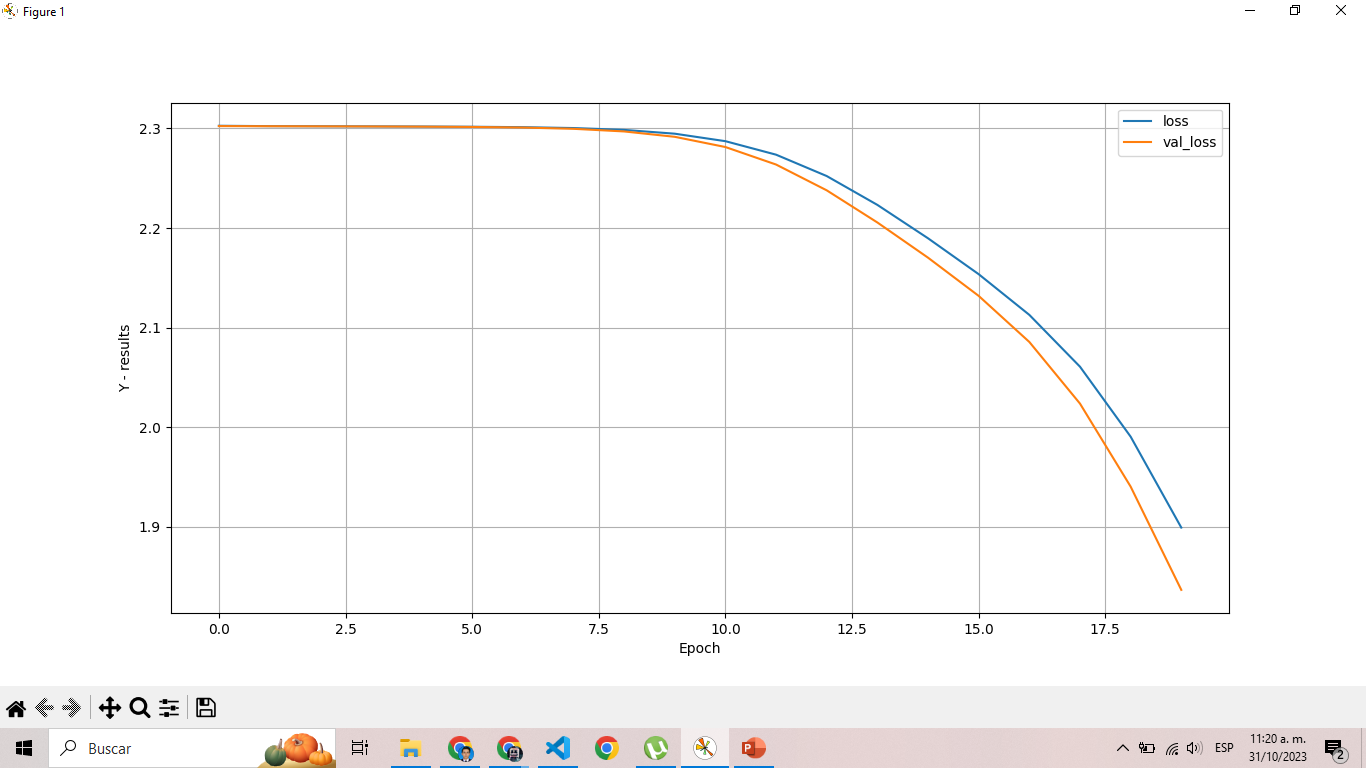 Figure 1
loss
val_loss
2.3
2.2
2.1
2.0
1.9
Y - results
0.0 2.5 5.0 7.5 10.0 12.5 15.0 17.5
Epoch
Buscar
P
ESP
11:20 a. m.
31/10/2023
2